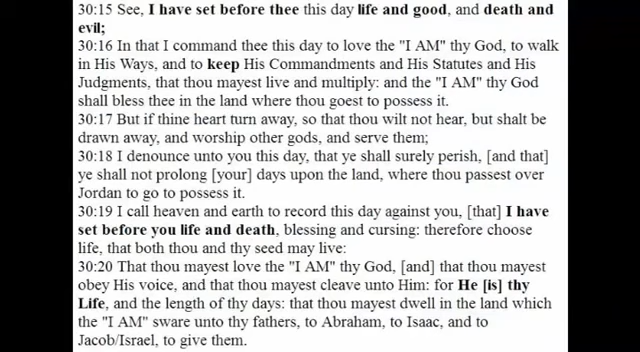 30:15 See, I have set before thee this day life and good, and death and
evil;
30:16 In that I command thee this day to love the "I AM" thy God, to walk
in His Ways, and to keep His Commandments and His Statutes and His
Judgments, that thou mayest live and multiply: and the "I AM" thy God
shall bless thee in the land where thou goest to possess it.
30:17 But if thine heart turn away, so that thou wilt not hear, but shalt be
drawn away, and worship other gods, and serve them;
30:18 I denounce unto you this day, that ye shall surely perish, [and that]
ye shall not prolong [your] days upon the land, where thou passest over
Jordan to go to possess it.
30:19 I call heaven and earth to record this day against you, [that] I have
set before you life and death, blessing and cursing: therefore choose
life, that both thou and thy seed may live:
30:20 That thou mayest love the "I AM" thy God, [and] that thou mayest
obey His voice, and that thou mayest cleave unto Him: for He [is] thy
Life, and the length of thy days: that thou mayest dwell in the land which
the "I AM" sware unto thy fathers, to Abraham, to Isaac, and to
Jacob/Israel, to give them.